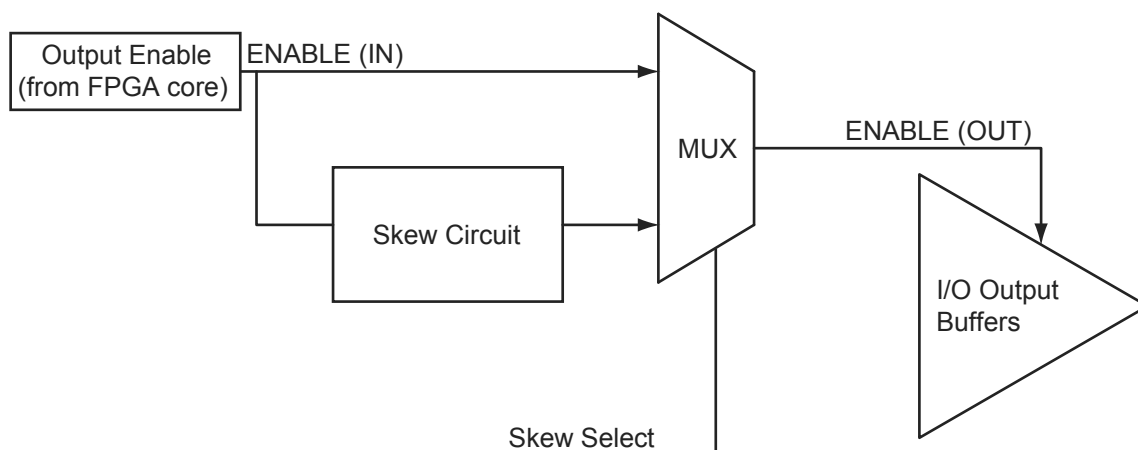 Output Enable
(from FPGA core)
ENABLE (IN)
MUX
ENABLE (OUT)
Skew Circuit
I/O Output
Buffers
Skew Select